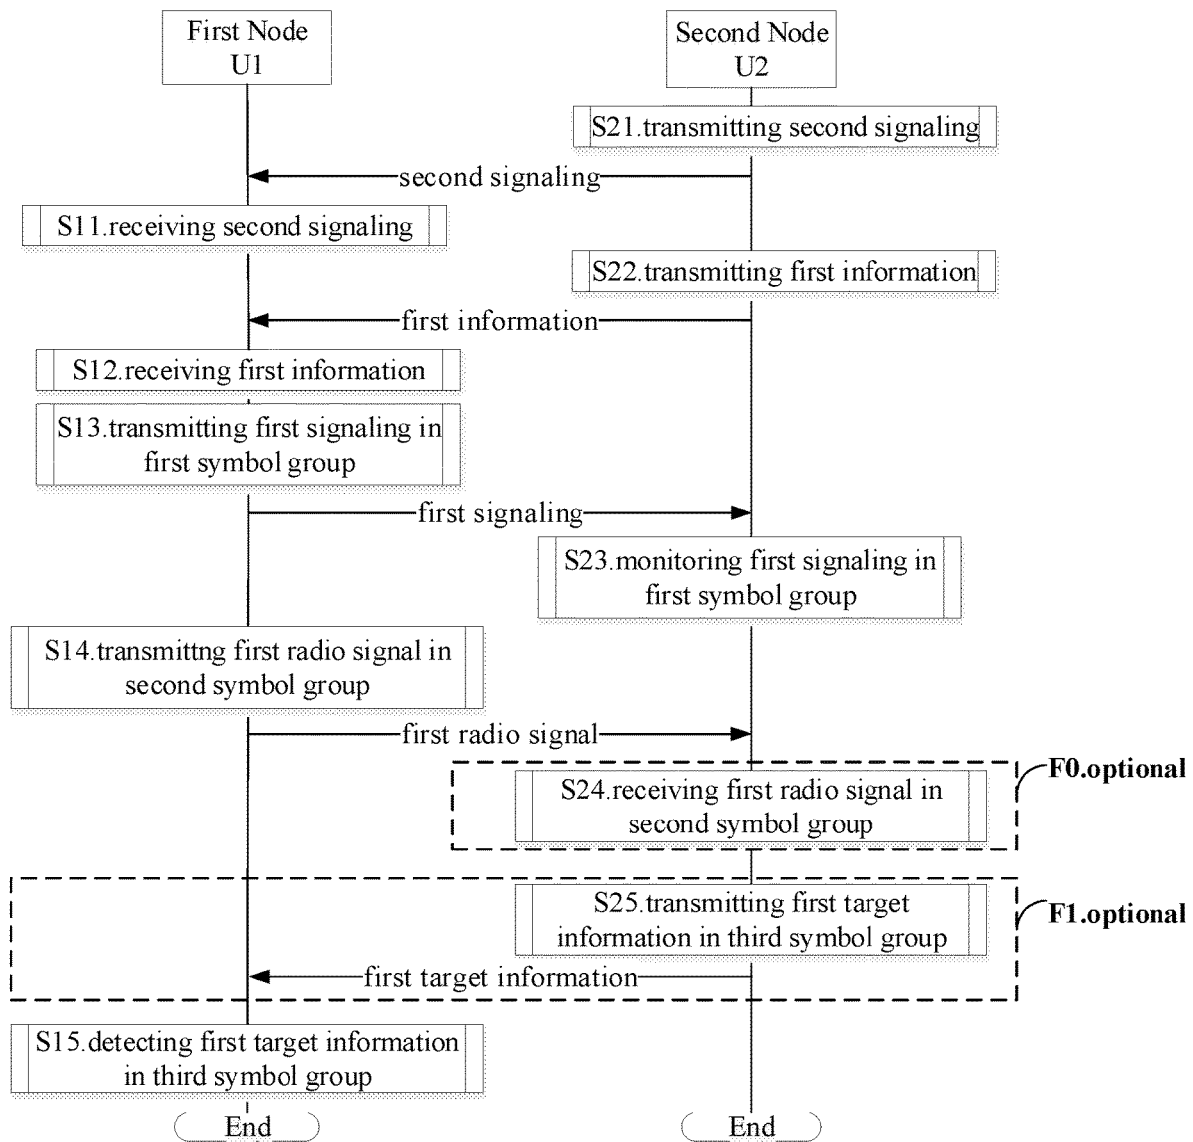 First Node
U1
Second Node
U2
S21.transmitting second signaling
second signaling
S11.receiving second signaling
S22.transmitting first information
first information
S12.receiving first information
S13.transmitting first signaling in
first symbol group
first signaling
S23.monitoring first signaling in
first symbol group
S14.transmittng first radio signal in
second symbol group
first radio signal
F0.optional
S24.receiving first radio signal in
second symbol group
S25.transmitting first target
information in third symbol group
F1.optional
first target information
S15.detecting first target information
in third symbol group
End
End